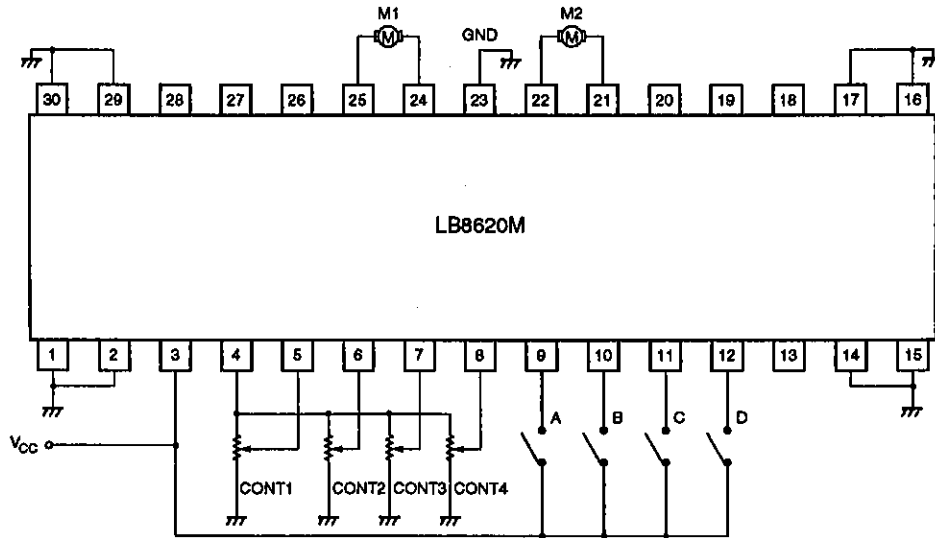 M1 M2
M GND M
30 29 28 27 26 25 24 23 22 21 20 19 18 17 16
LB8620M
1 2 3 4 5 6 7 8 9 10 11 12 13 14 15
A B C D
VCC
CONT1 CONT2 CONT3 CONT4